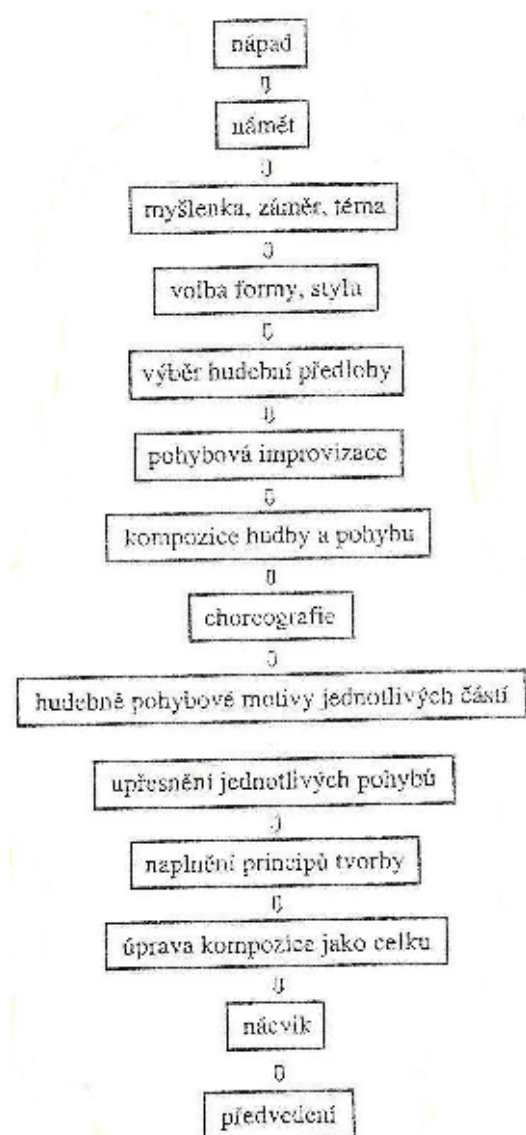 nápad
námět
myšlenka, záměr, téma
volba formy, stylu
výběr hudební předlohy
pohybová improvizace
kompozice hudby a pohybu
choreografie
hudebně pohybové motivy jednotlivých částí
upřesnění jednotlivých pohybů
naplnění principů tvorby
úprava kompozice jako celku
nácvik
předvedení